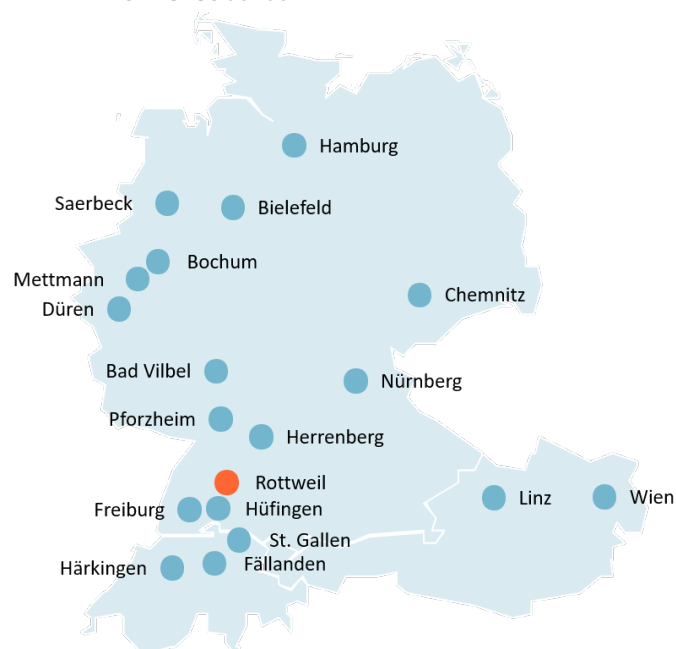 Hamburg
Saerbeck
Bielefeld
Bochum
Mettmann
Düren
Chemnitz
Bad Vilbel
Nürnberg
Pforzheim
Herrenberg
Rottweil
Freiburg
Hüfingen
Linz
Wien
St. Gallen
Fällanden
Härkingen